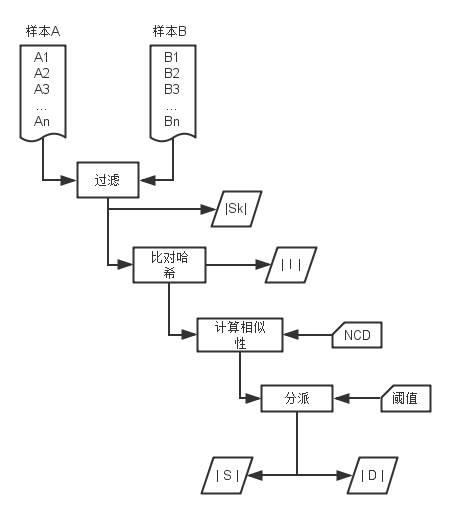 样本A
样本B
A1
A2
A3
...
An
B1
B2
B3
...
Bn
过滤
|Sk|
比对哈
希
| I |
计算相似
性
NCD
分派
阈值
| S |
| D |